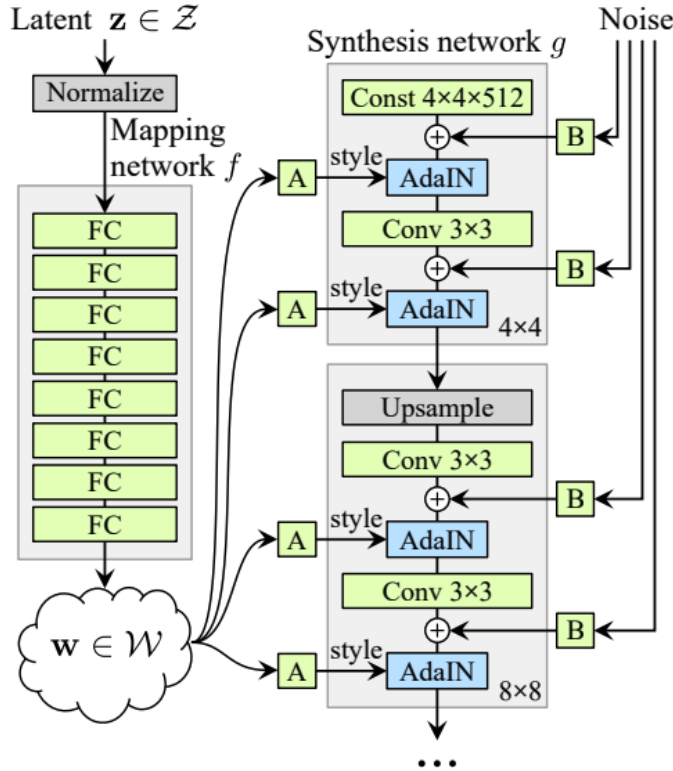 Latent z ∈ 𝒵
Normalize
Mapping
network f
FC
FC
FC
FC
FC
FC
FC
FC
w ∈ 𝒲
Synthesis network g
Noise
Const 4×4×512
+
B
A
style
AdaIN
Conv 3×3
+
B
A
style
AdaIN
4×4
Upsample
Conv 3×3
+
B
A
style
AdaIN
Conv 3×3
+
B
A
style
AdaIN
8×8
...